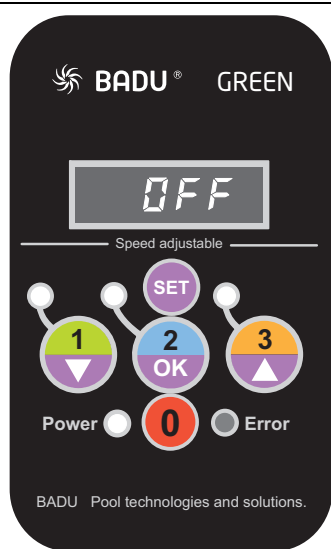 BADU® GREEN
OFF
Speed adjustable
SET
1 2 3
OK
Power 0 Error
BADU Pool technologies and solutions.